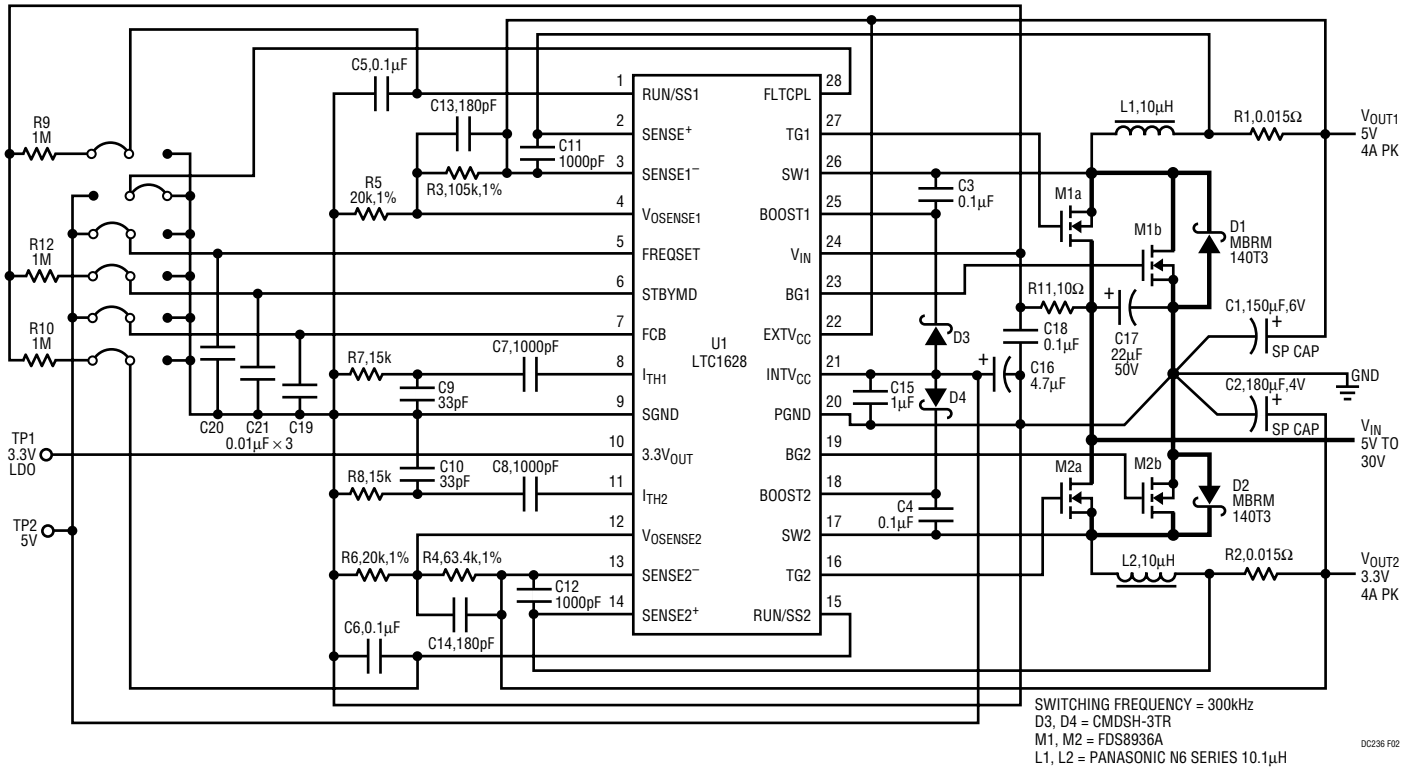 C5,0.1µF
C13,180pF
R9
1M
R5
20k,1%
R3,105k,1%
C11
1000pF
R12
1M
R10
1M
R7,15k
C7,1000pF
C9
33pF
C20
C21
C19
0.01µF × 3
TP1
3.3V
LDO
R8,15k
C10
33pF
C8,1000pF
TP2
5V
R6,20k,1%
R4,63.4k,1%
C12
1000pF
C14,180pF
C6,0.1µF
1 RUN/SS1
2 SENSE+
3 SENSE1–
4 VOSENSE1
5 FREQSET
6 STBYMD
7 FCB
8 ITH1
9 SGND
10 3.3VOUT
11 ITH2
12 VOSENSE2
13 SENSE2–
14 SENSE2+
U1
LTC1628
28 FLTCPL
27 TG1
26 SW1
25 BOOST1
24 VIN
23 BG1
22 EXTVCC
21 INTVCC
20 PGND
19 BG2
18 BOOST2
17 SW2
16 TG2
15 RUN/SS2
L1,10µH
R1,0.015Ω
VOUT1
5V
4A PK
C3
0.1µF
M1a
M1b
D1
MBRM
140T3
R11,10Ω
+
C17
22µF
50V
C1,150µF,6V
+
SP CAP
D3
C18
0.1µF
C15
1µF
D4
+
C16
4.7µF
GND
C2,180µF,4V
+
SP CAP
VIN
5V TO
30V
M2a
M2b
D2
MBRM
140T3
C4
0.1µF
L2,10µH
R2,0.015Ω
VOUT2
3.3V
4A PK
SWITCHING FREQUENCY = 300kHz
D3, D4 = CMDSH-3TR
M1, M2 = FDS8936A
L1, L2 = PANASONIC N6 SERIES 10.1µH
DC236 F02